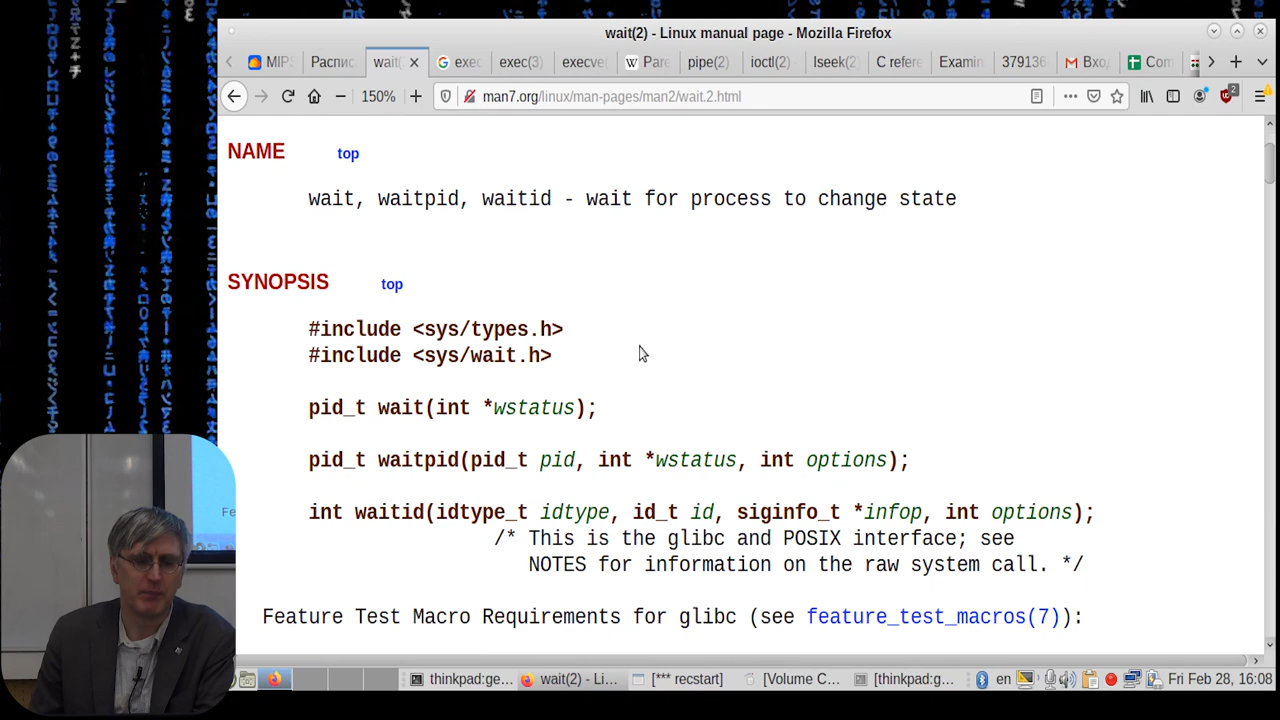 wait(2) - Linux manual page - Mozilla Firefox
MIPS Распис wait( exec exec(3) execve Pare pipe(2) ioctl(2) lseek(2 C refere Examin 379136 Вхо Com
150% man7.org/linux/man-pages/man2/wait.2.html 2
NAME top
wait, waitpid, waitid - wait for process to change state
SYNOPSIS top
#include <sys/types.h>
#include <sys/wait.h>
pid_t wait(int *wstatus);
pid_t waitpid(pid_t pid, int *wstatus, int options);
int waitid(idtype_t idtype, id_t id, siginfo_t *infop, int options);
/* This is the glibc and POSIX interface; see
NOTES for information on the raw system call. */
Feature Test Macro Requirements for glibc (see feature_test_macros(7)):
thinkpad:ge... wait(2) - Li... [*** recstart] [Volume C... [thinkpad:g... en Fri Feb 28, 16:08